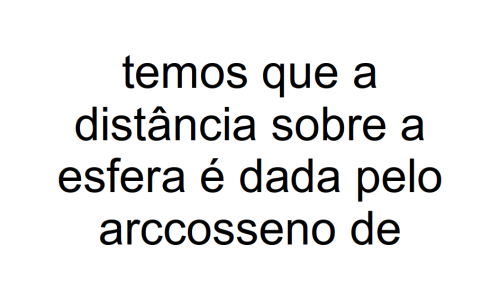 temos que a
distância sobre a
esfera é dada pelo
arccosseno de